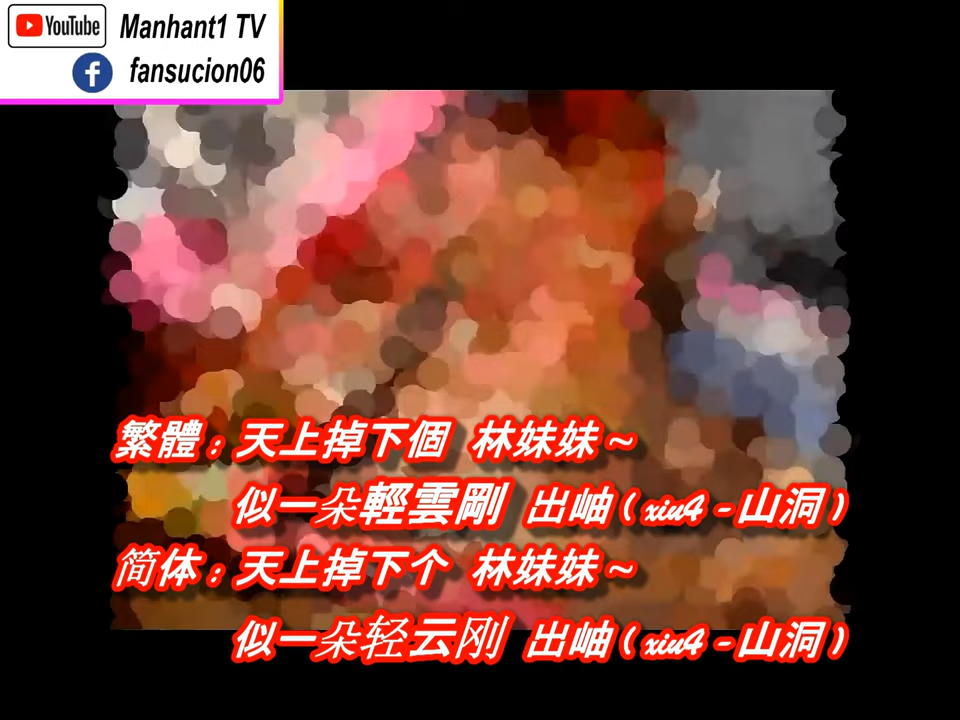 YouTube Manhant1 TV
fansucion06
繁體：天上掉下個 林妹妹～
似一朵輕雲剛 出岫（xiu4 -山洞）
简体：天上掉下个 林妹妹～
似一朵轻云刚 出岫（xiu4 -山洞）